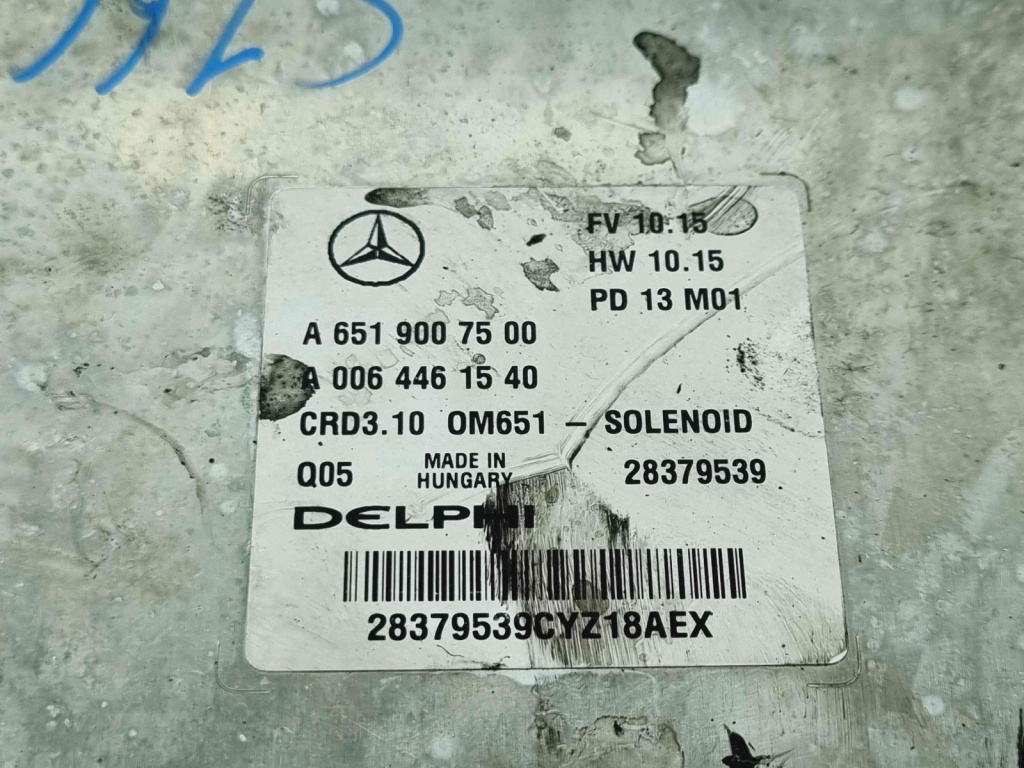 FV 10.15
HW 10.15
PD 13 M01
A 651 900 75 00
A 006 446 15 40
CRD3.10 OM651 – SOLENOID
Q05 MADE IN HUNGARY 28379539
DELPHI
28379539CYZ18AEX